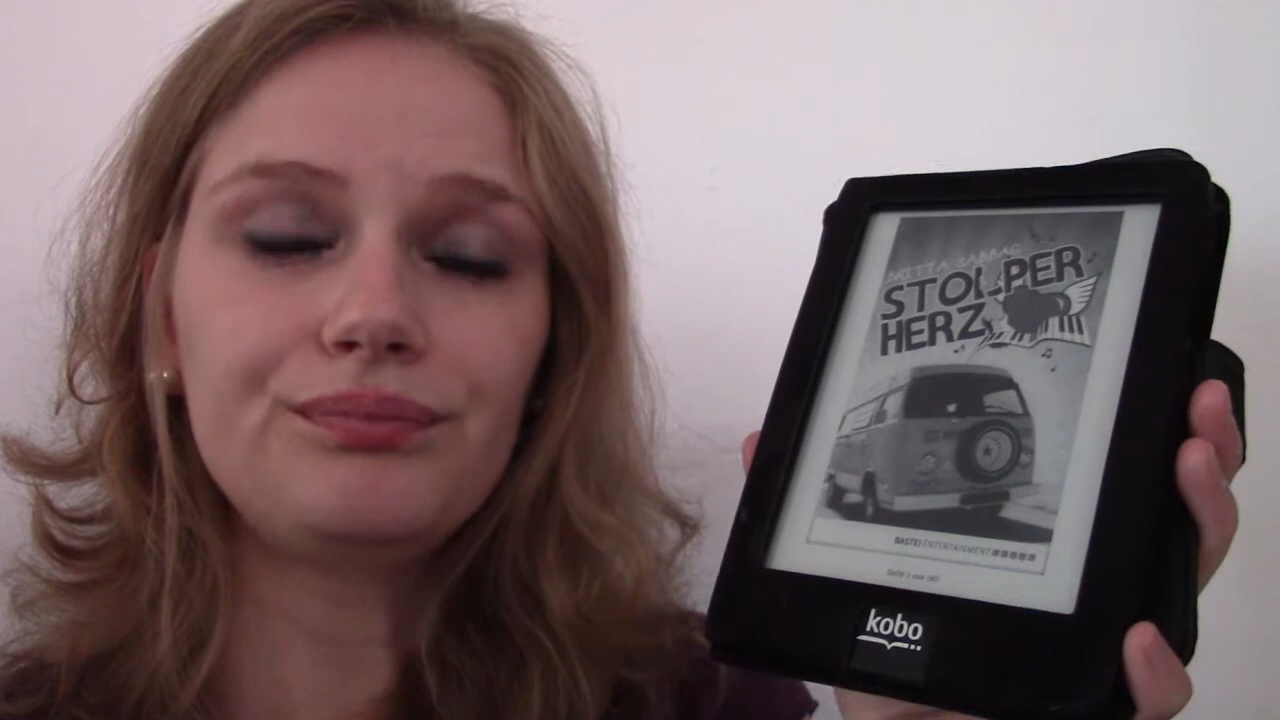 BRITTA SABBAG
STOLPER
HERZ
BASTEI ENTERTAINMENT
kobo